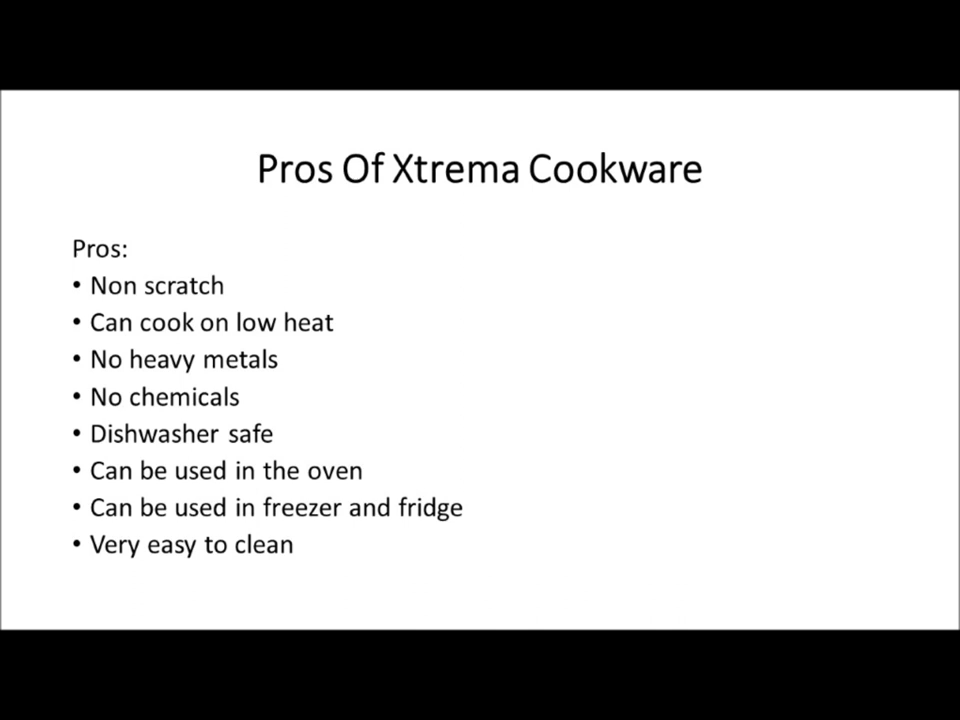 Pros Of Xtrema Cookware
Pros:
• Non scratch
• Can cook on low heat
• No heavy metals
• No chemicals
• Dishwasher safe
• Can be used in the oven
• Can be used in freezer and fridge
• Very easy to clean